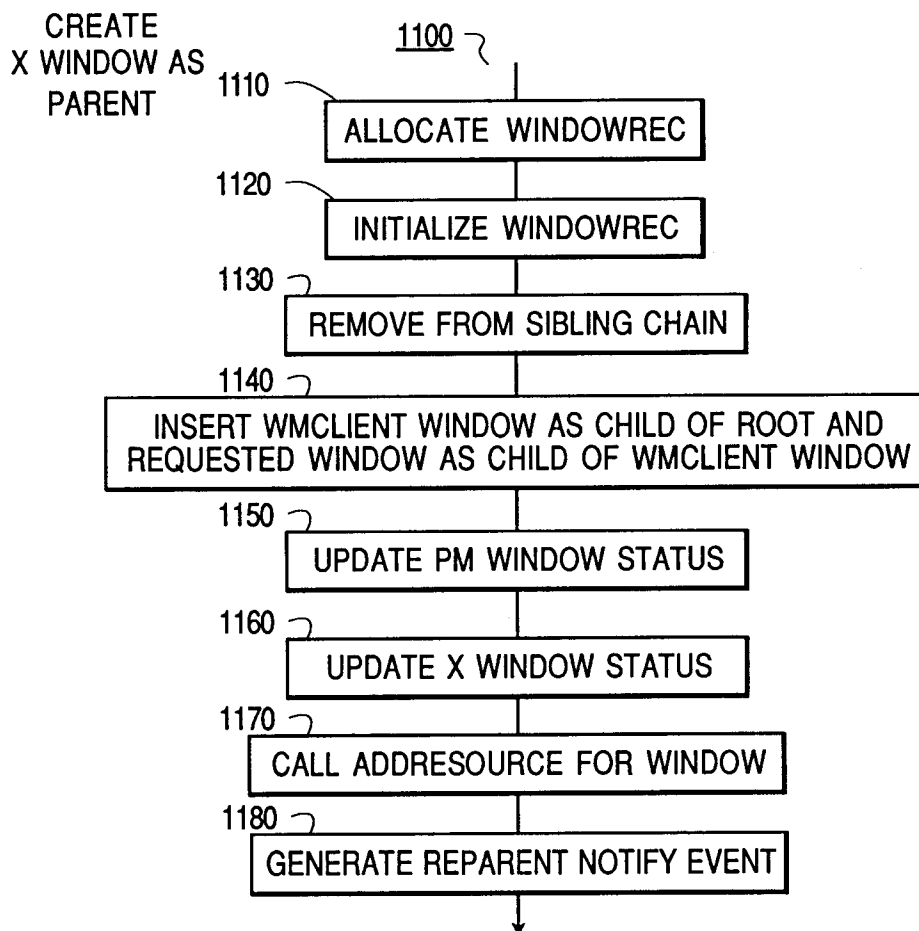 CREATE
X WINDOW AS
PARENT
1100
1110
ALLOCATE WINDOWREC
1120
INITIALIZE WINDOWREC
1130
REMOVE FROM SIBLING CHAIN
1140
INSERT WMCLIENT WINDOW AS CHILD OF ROOT AND
REQUESTED WINDOW AS CHILD OF WMCLIENT WINDOW
1150
UPDATE PM WINDOW STATUS
1160
UPDATE X WINDOW STATUS
1170
CALL ADDRESOURCE FOR WINDOW
1180
GENERATE REPARENT NOTIFY EVENT